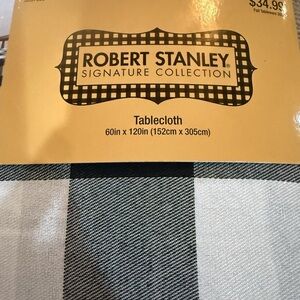 $34.99
ROBERT STANLEY
SIGNATURE COLLECTION
Tablecloth
60in x 120in (152cm x 305cm)